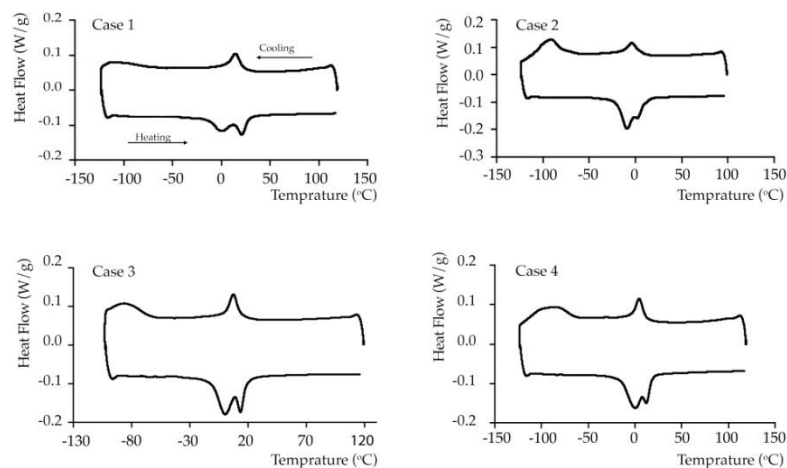 Case 1
Heat Flow (W/g)
0.2
0.1
0.0
-0.1
-0.2
Cooling
Heating
-150 -100 -50 0 50 100 150
Temprature (°C)
Case 2
Heat Flow (W/g)
0.2
0.1
0.0
-0.1
-0.2
-0.3
-150 -100 -50 0 50 100 150
Temprature (°C)
Case 3
Heat Flow (W/g)
0.2
0.1
0.0
-0.1
-0.2
-130 -80 -30 20 70 120
Temprature (°C)
Case 4
Heat Flow (W/g)
0.2
0.1
0.0
-0.1
-0.2
-150 -100 -50 0 50 100 150
Temprature (°C)